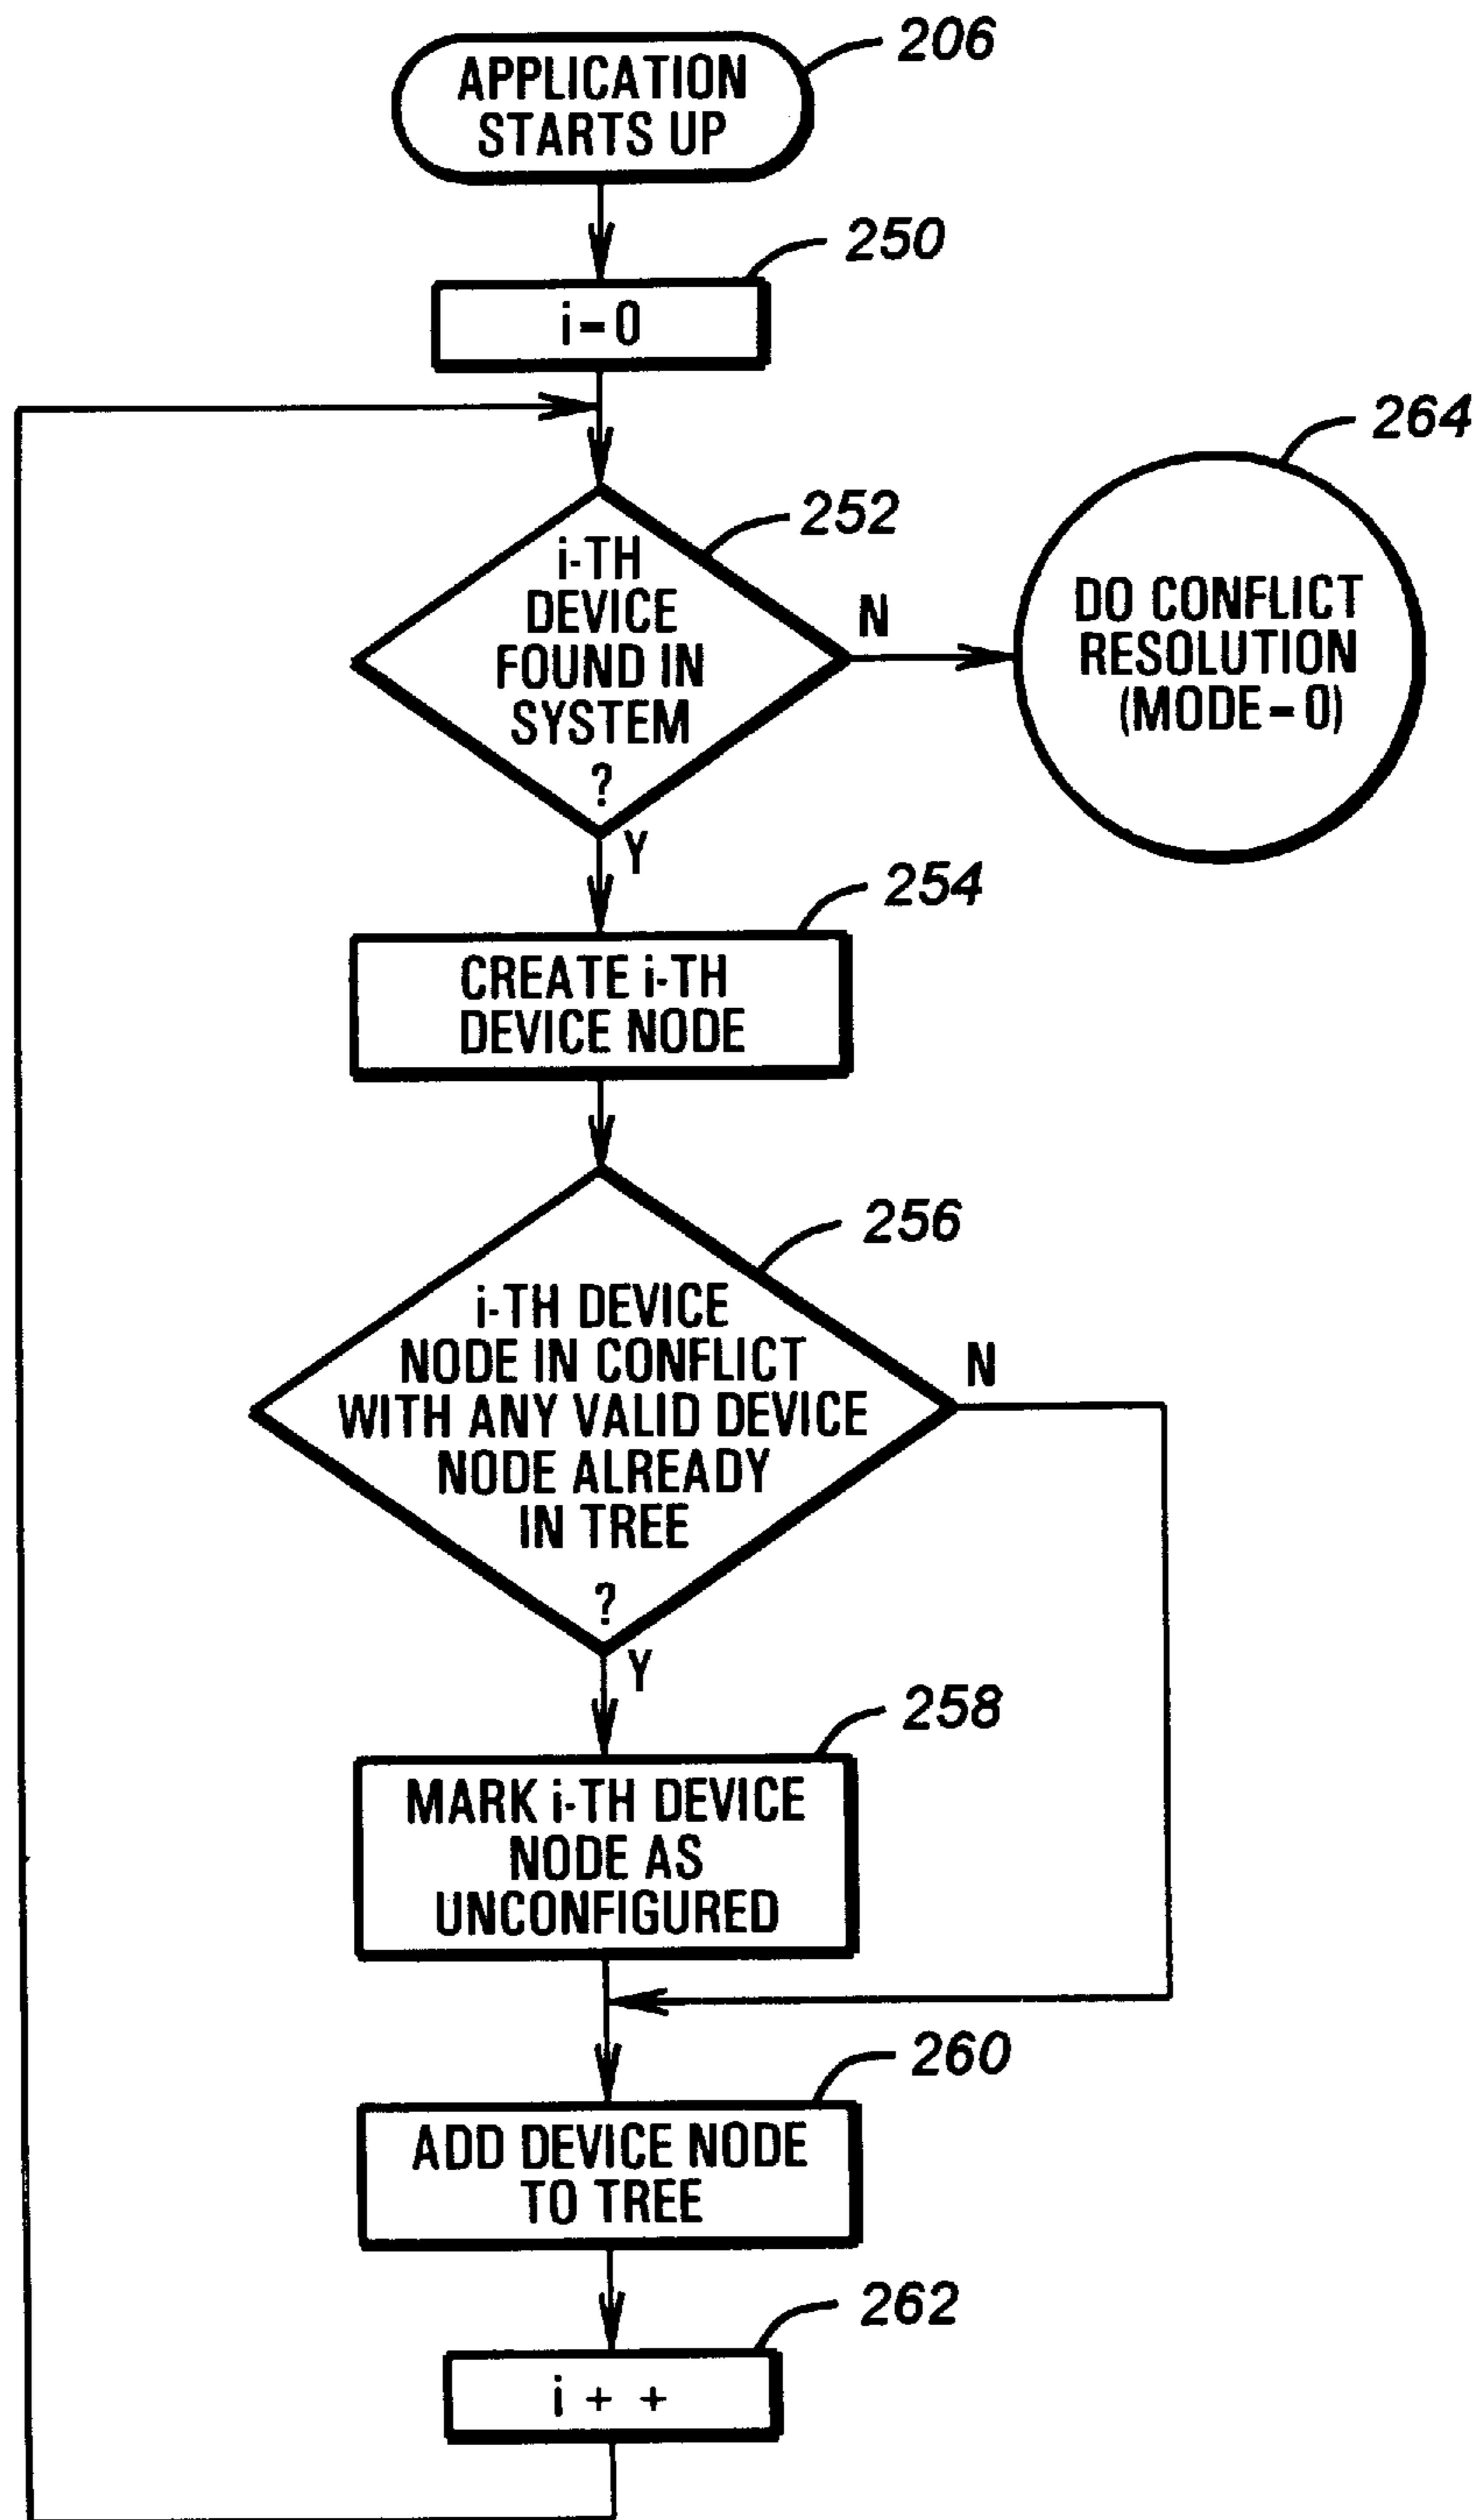 206
APPLICATION
STARTS UP
250
i=0
264
252
i-TH
DEVICE
FOUND IN
SYSTEM
?
N
DO CONFLICT
RESOLUTION
(MODE=0)
Y
254
CREATE i-TH
DEVICE NODE
256
i-TH DEVICE
NODE IN CONFLICT
WITH ANY VALID DEVICE
NODE ALREADY
IN TREE
?
N
Y
258
MARK i-TH DEVICE
NODE AS
UNCONFIGURED
260
ADD DEVICE NODE
TO TREE
262
i + +